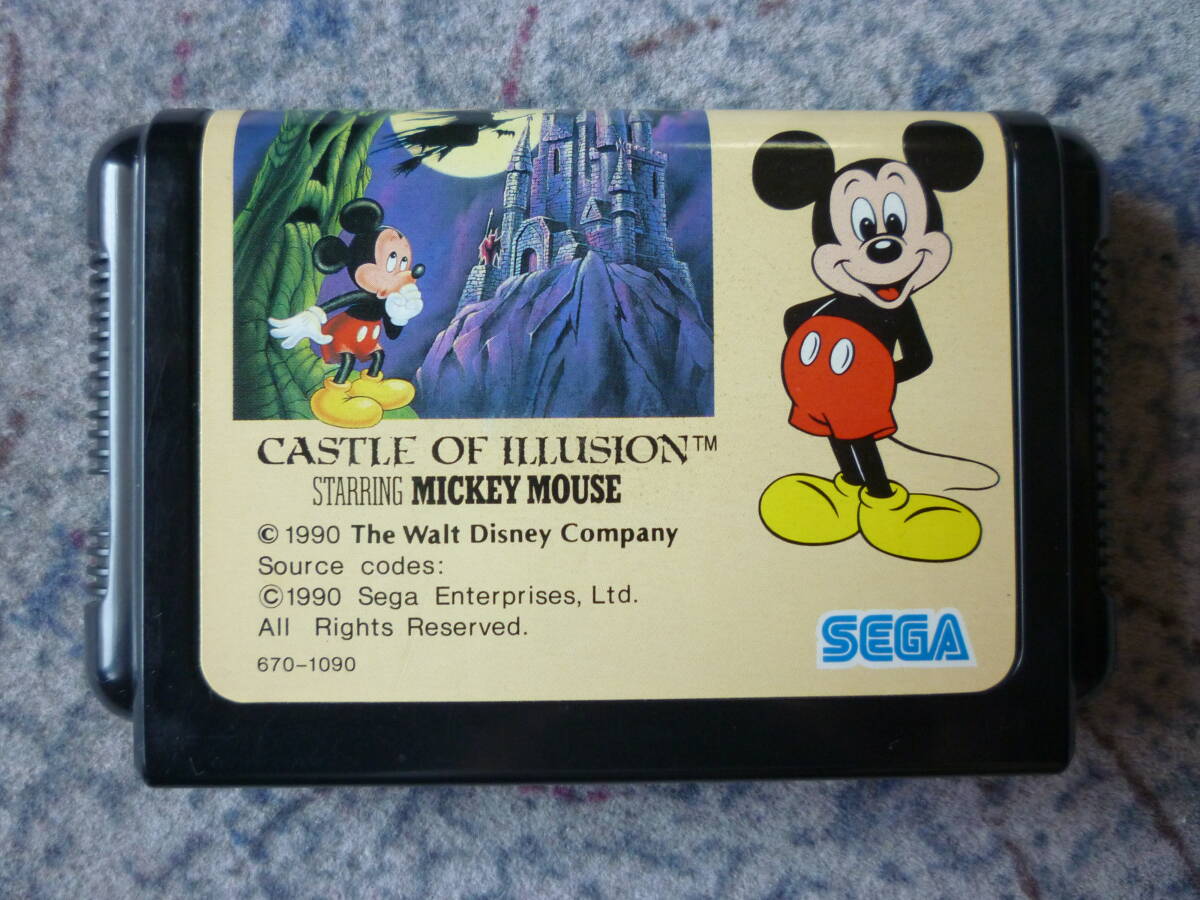 CASTLE OF ILLUSION™
STARRING MICKEY MOUSE
© 1990 The Walt Disney Company
Source codes:
©1990 Sega Enterprises, Ltd.
All Rights Reserved.
670-1090
SEGA